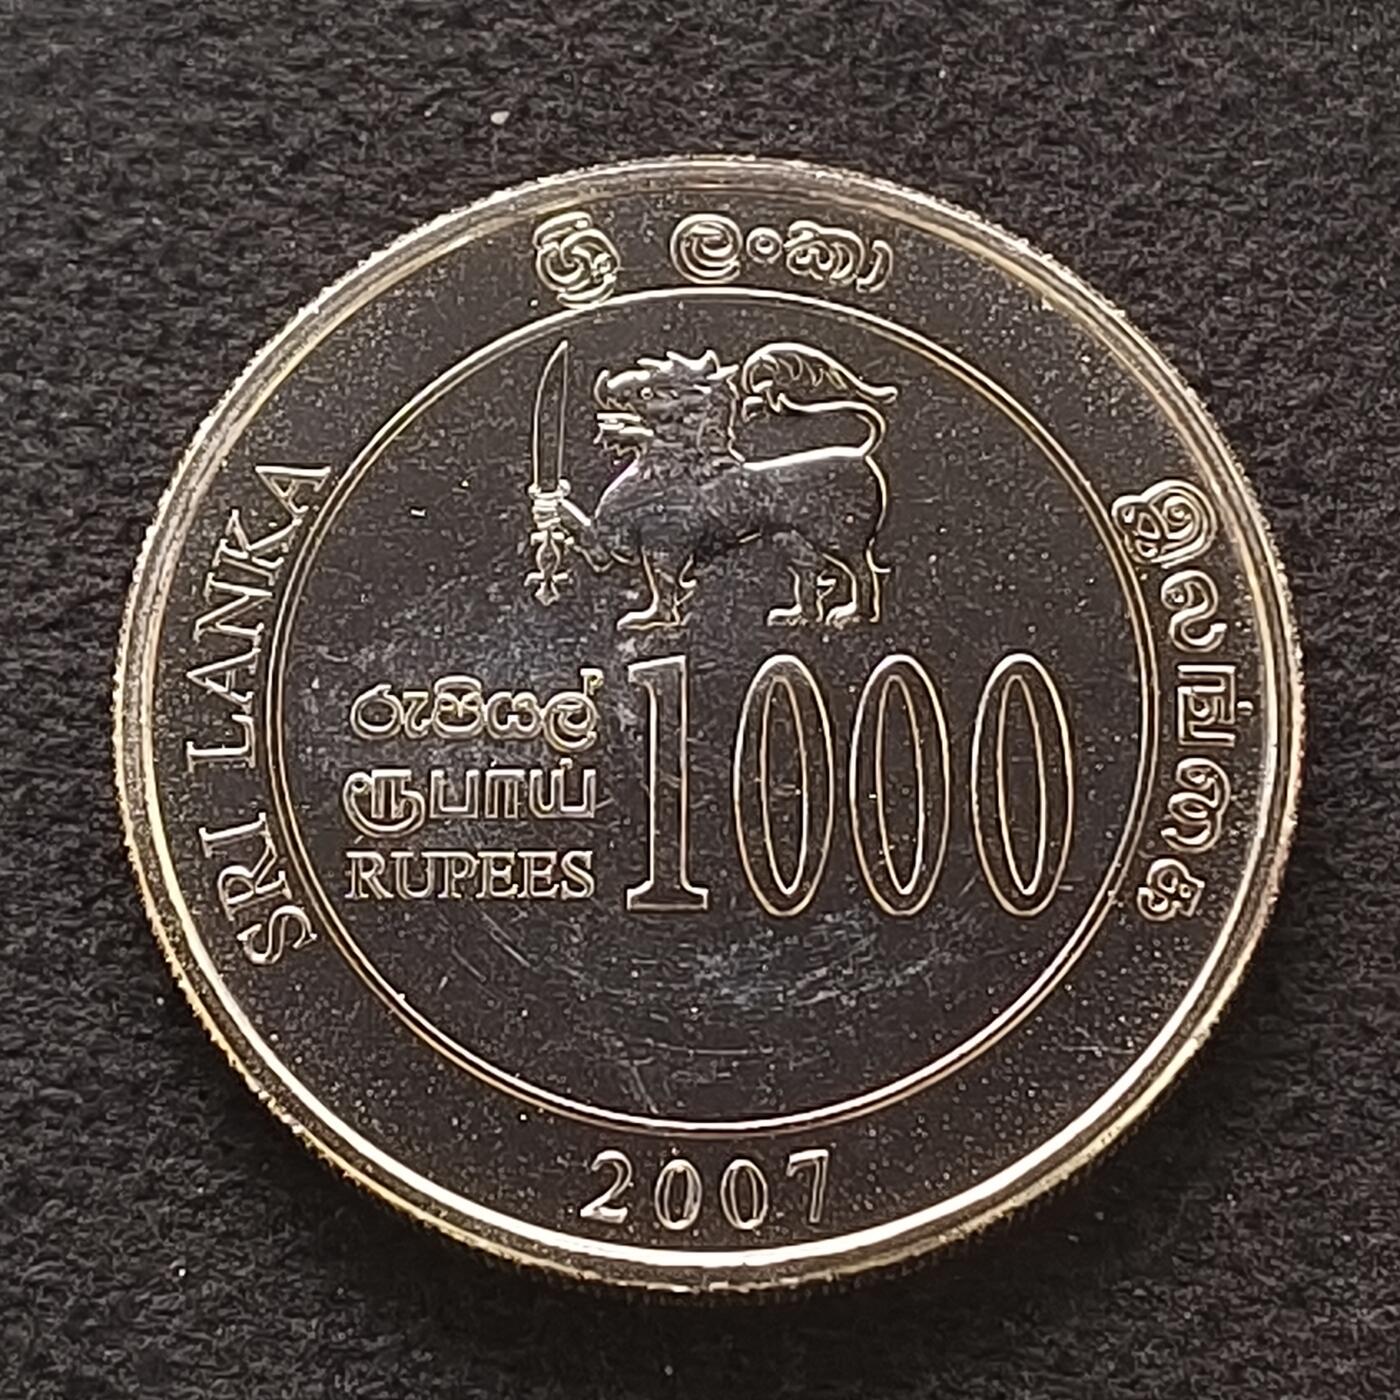 ශ්‍රී ලංකා
SRI LANKA
இலங்கை
රුපියල්
ரூபாய்
RUPEES
1000
2007